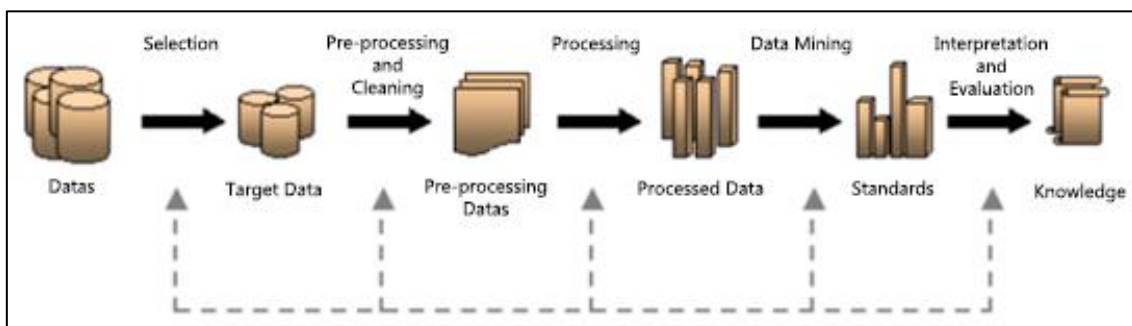 Selection
Pre-processing
and
Cleaning
Processing
Data Mining
Interpretation
and
Evaluation
Datas
Target Data
Pre-processing
Datas
Processed Data
Standards
Knowledge